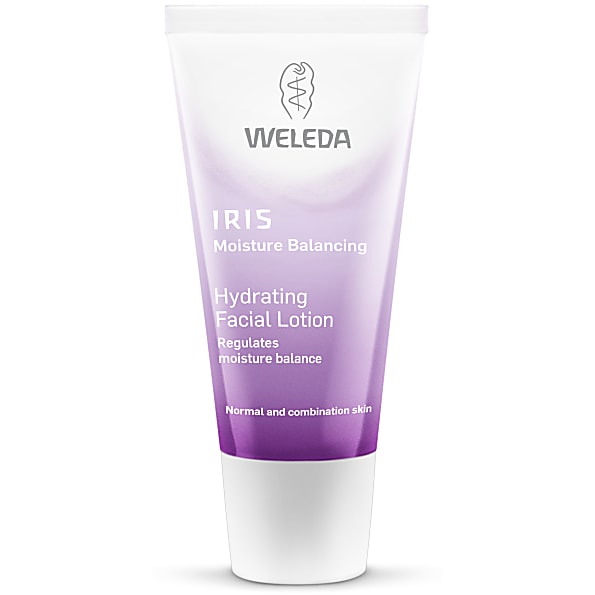 WELEDA
IRIS
Moisture Balancing
Hydrating
Facial Lotion
Regulates
moisture balance
Normal and combination skin